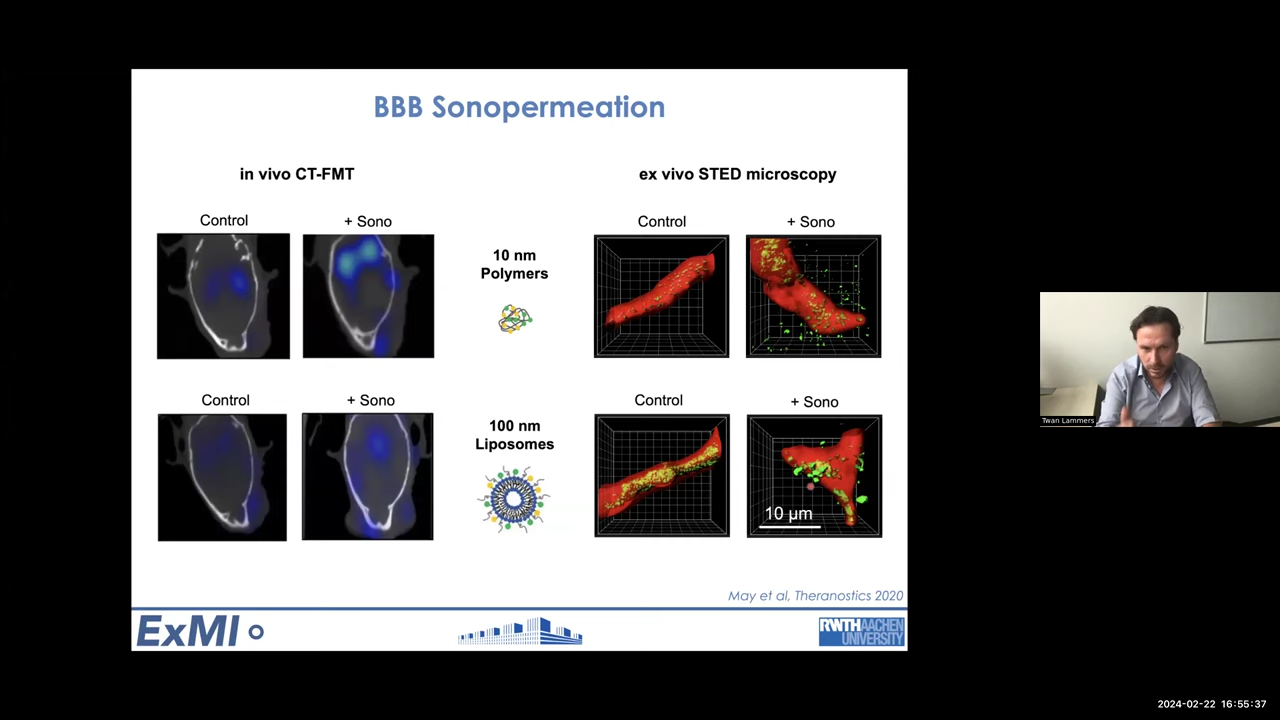 BBB Sonopermeation
in vivo CT-FMT
ex vivo STED microscopy
Control
+ Sono
10 nm
Polymers
Control
+ Sono
Control
+ Sono
100 nm
Liposomes
Control
+ Sono
10 µm
Twan Lammers
May et al, Theranostics 2020
ExMI
RWTHAACHEN
UNIVERSITY
2024-02-22 16:55:37